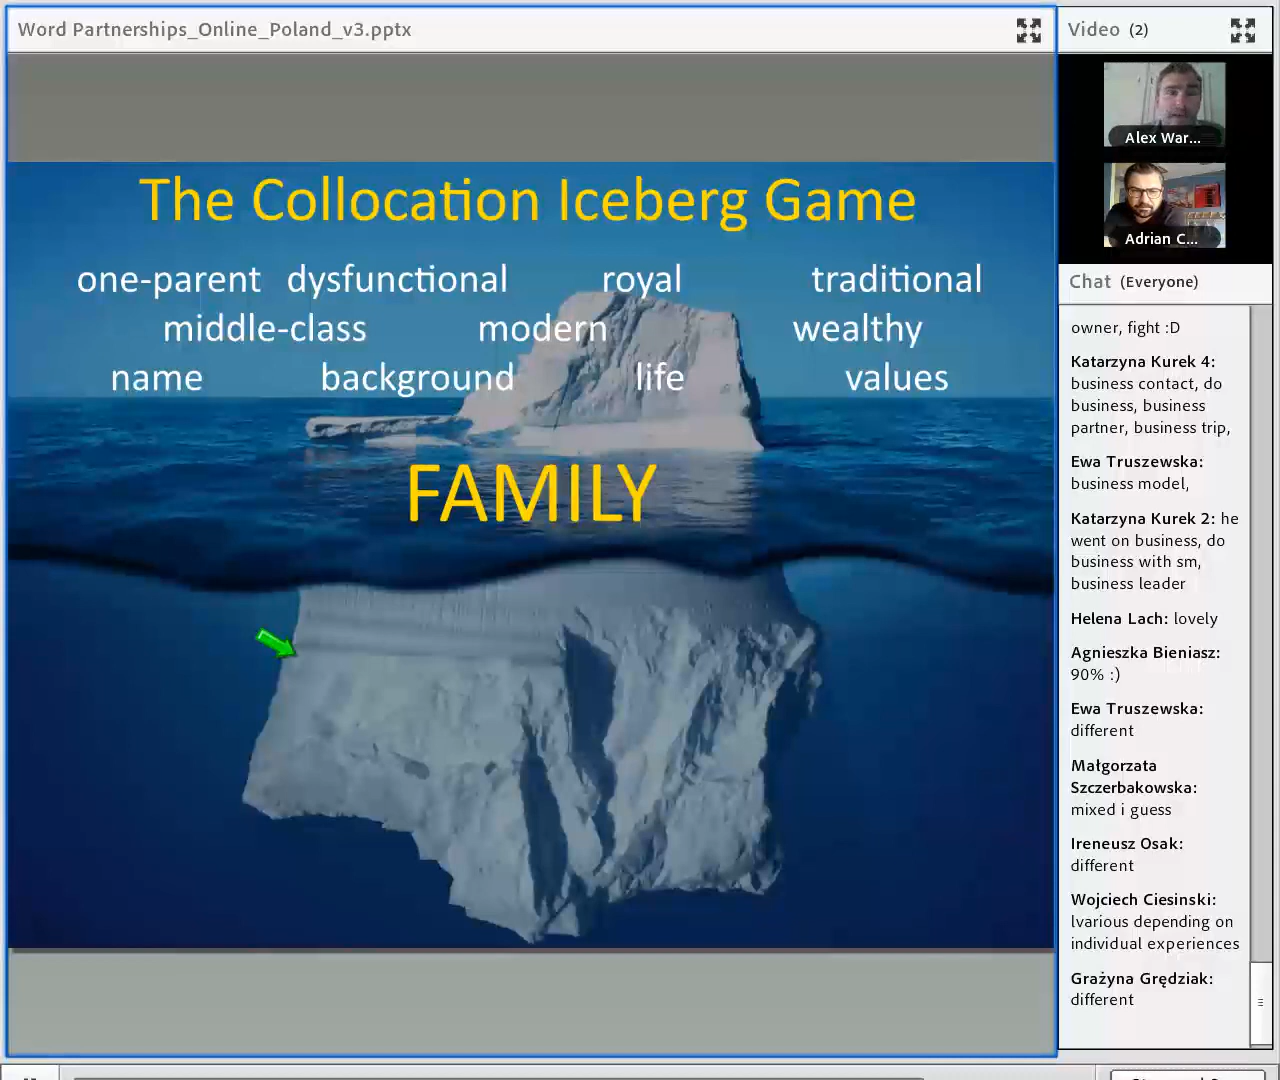 Word Partnerships_Online_Poland_v3.pptx
The Collocation Iceberg Game
one-parent dysfunctional royal traditional
middle-class modern wealthy
name background life values
FAMILY
Video (2)
Alex War...
Adrian C...
Chat (Everyone)
owner, fight :D
Katarzyna Kurek 4:
business contact, do
business, business
partner, business trip,
Ewa Truszewska:
business model,
Katarzyna Kurek 2: he
went on business, do
business with sm,
business leader
Helena Lach: lovely
Agnieszka Bieniasz:
90% :)
Ewa Truszewska:
different
Małgorzata
Szczerbakowska:
mixed i guess
Ireneusz Osak:
different
Wojciech Ciesinski:
lvarious depending on
individual experiences
Grażyna Grędziak:
different